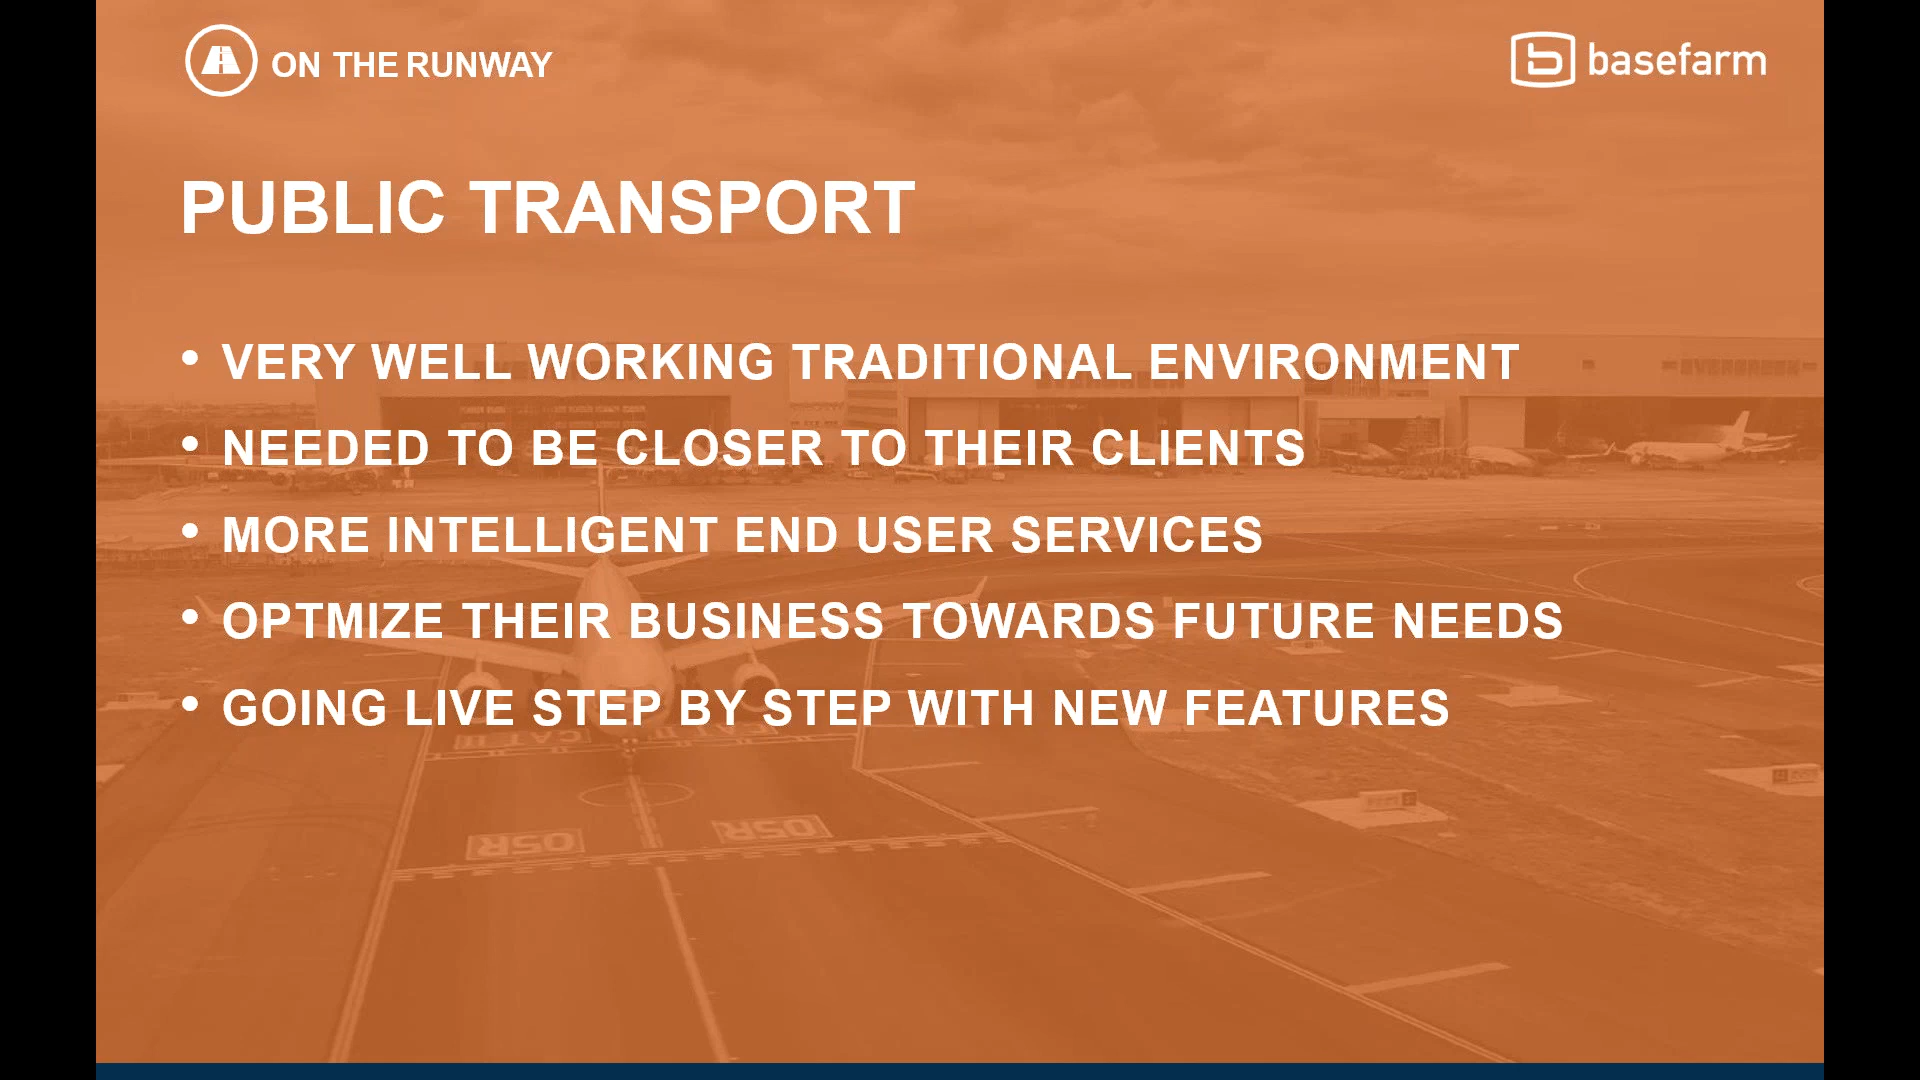 ON THE RUNWAY
basefarm
PUBLIC TRANSPORT
• VERY WELL WORKING TRADITIONAL ENVIRONMENT
• NEEDED TO BE CLOSER TO THEIR CLIENTS
• MORE INTELLIGENT END USER SERVICES
• OPTMIZE THEIR BUSINESS TOWARDS FUTURE NEEDS
• GOING LIVE STEP BY STEP WITH NEW FEATURES